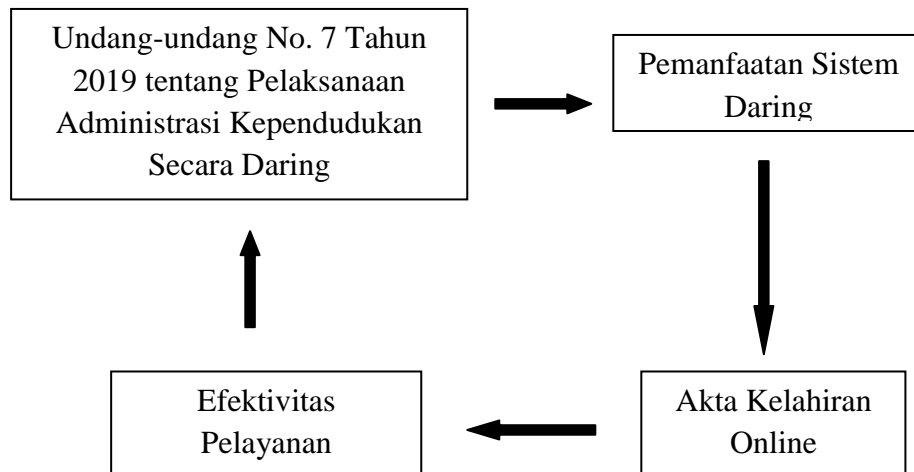 Undang-undang No. 7 Tahun
2019 tentang Pelaksanaan
Administrasi Kependudukan
Secara Daring
Pemanfaatan Sistem
Daring
Efektivitas
Pelayanan
Akta Kelahiran
Online